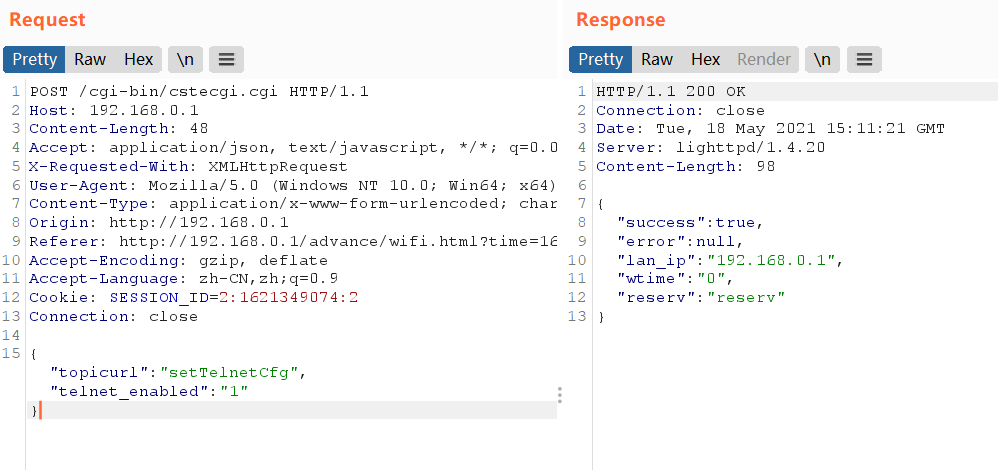 Request
Pretty Raw Hex \n
1 POST /cgi-bin/cstecgi.cgi HTTP/1.1
2 Host: 192.168.0.1
3 Content-Length: 48
4 Accept: application/json, text/javascript, */*; q=0.0
5 X-Requested-With: XMLHttpRequest
6 User-Agent: Mozilla/5.0 (Windows NT 10.0; Win64; x64)
7 Content-Type: application/x-www-form-urlencoded; char
8 Origin: http://192.168.0.1
9 Referer: http://192.168.0.1/advance/wifi.html?time=16
10 Accept-Encoding: gzip, deflate
11 Accept-Language: zh-CN,zh;q=0.9
12 Cookie: SESSION_ID=2:1621349074:2
13 Connection: close
14
15 {
"topicurl":"setTelnetCfg",
"telnet_enabled":"1"
}
Response
Pretty Raw Hex Render \n
1 HTTP/1.1 200 OK
2 Connection: close
3 Date: Tue, 18 May 2021 15:11:21 GMT
4 Server: lighttpd/1.4.20
5 Content-Length: 98
6
7 {
8 "success":true,
9 "error":null,
10 "lan_ip":"192.168.0.1",
11 "wtime":"0",
12 "reserv":"reserv"
13 }